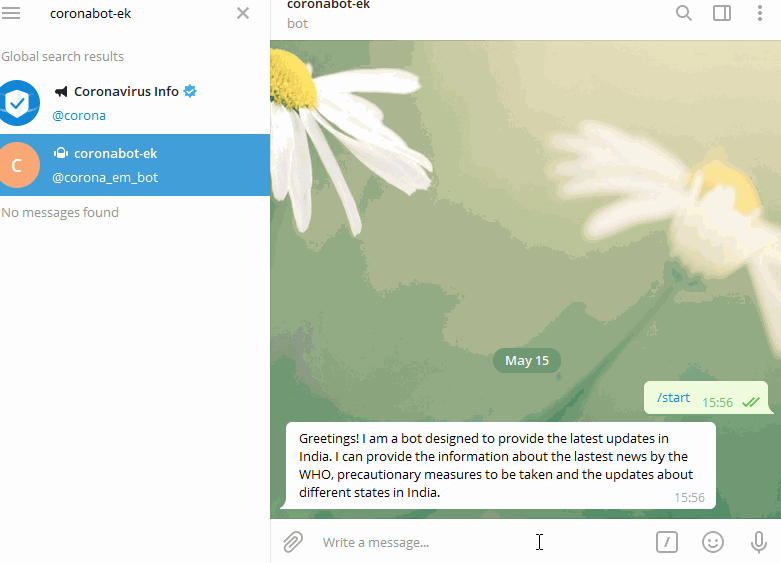 coronabot-ek
Global search results
Coronavirus Info
@corona
C
coronabot-ek
@corona_em_bot
No messages found
coronabot-ek
bot
May 15
/start 15:56
Greetings! I am a bot designed to provide the latest updates in
India. I can provide the information about the lastest news by the
WHO, precautionary measures to be taken and the updates about
different states in India.
15:56
Write a message...